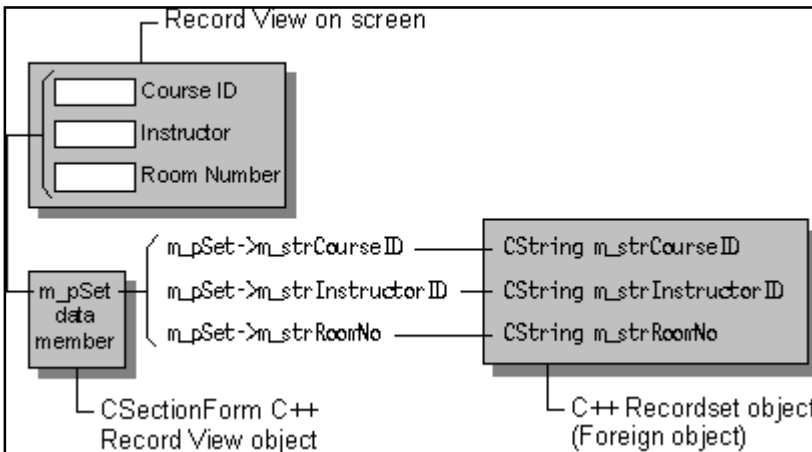 Record View on screen
Course ID
Instructor
Room Number
m_pSet->m_strCourseID
CString m_strCourseID
m_pSet
data
member
m_pSet->m_strInstructorID
CString m_strInstructorID
m_pSet->m_strRoomNo
CString m_strRoomNo
CSectionForm C++
Record View object
C++ Recordset object
(Foreign object)